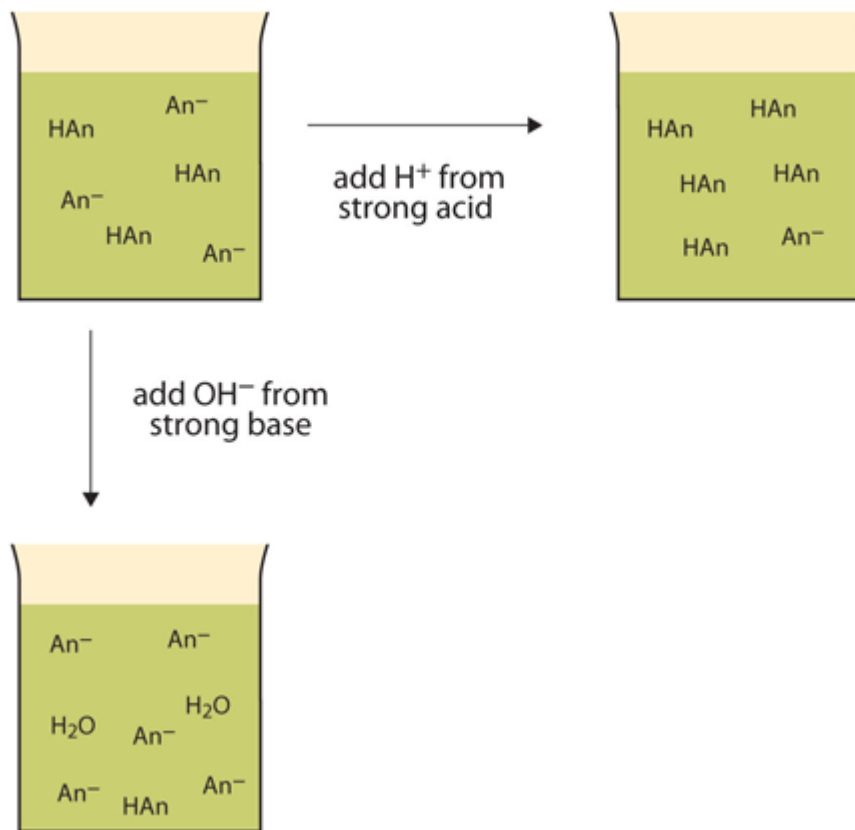 An⁻
HAn
HAn
An⁻
HAn
An⁻
add H⁺ from
strong acid
HAn
HAn
HAn
HAn
HAn
An⁻
add OH⁻ from
strong base
An⁻
An⁻
H₂O
H₂O
An⁻
An⁻
An⁻
HAn